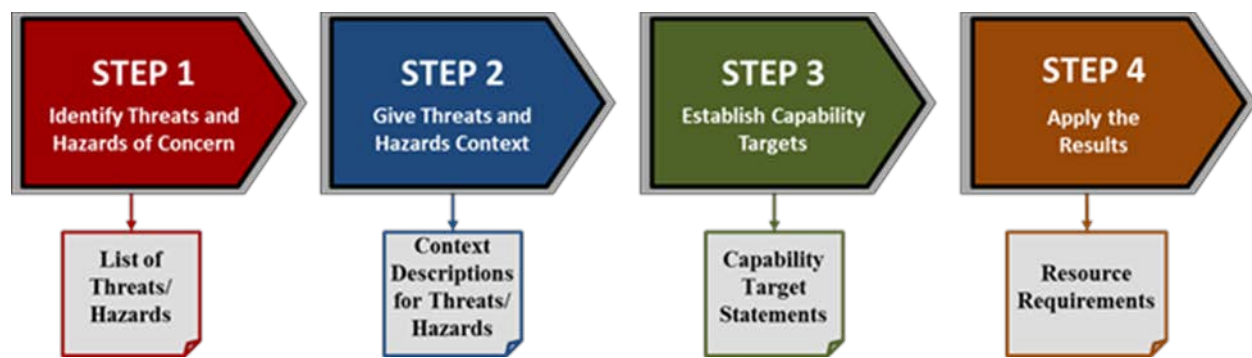 STEP 1
Identify Threats and
Hazards of Concern
STEP 2
Give Threats and
Hazards Context
STEP 3
Establish Capability
Targets
STEP 4
Apply the
Results
List of
Threats/
Hazards
Context
Descriptions
for Threats/
Hazards
Capability
Target
Statements
Resource
Requirements